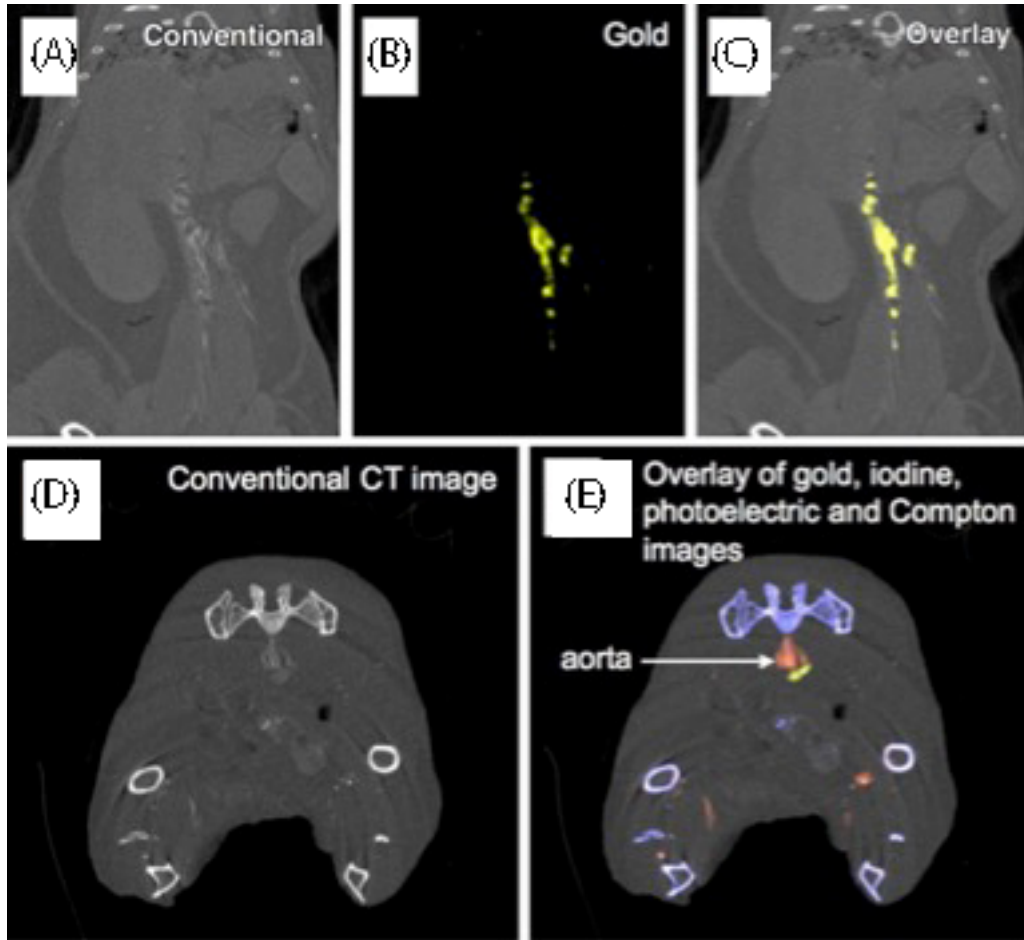 (A)
Conventional
(B)
Gold
(C)
Overlay
(D)
Conventional CT image
(E)
Overlay of gold, iodine,
photoelectric and Compton
images
aorta